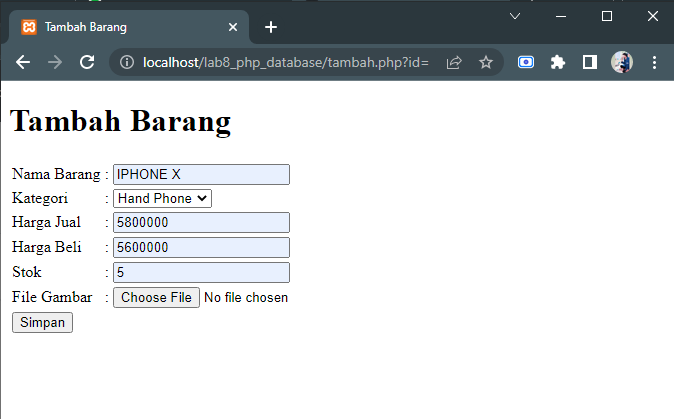 Tambah Barang
localhost/lab8_php_database/tambah.php?id=
Tambah Barang
Nama Barang : IPHONE X
Kategori : Hand Phone
Harga Jual : 5800000
Harga Beli : 5600000
Stok : 5
File Gambar : Choose File No file chosen
Simpan